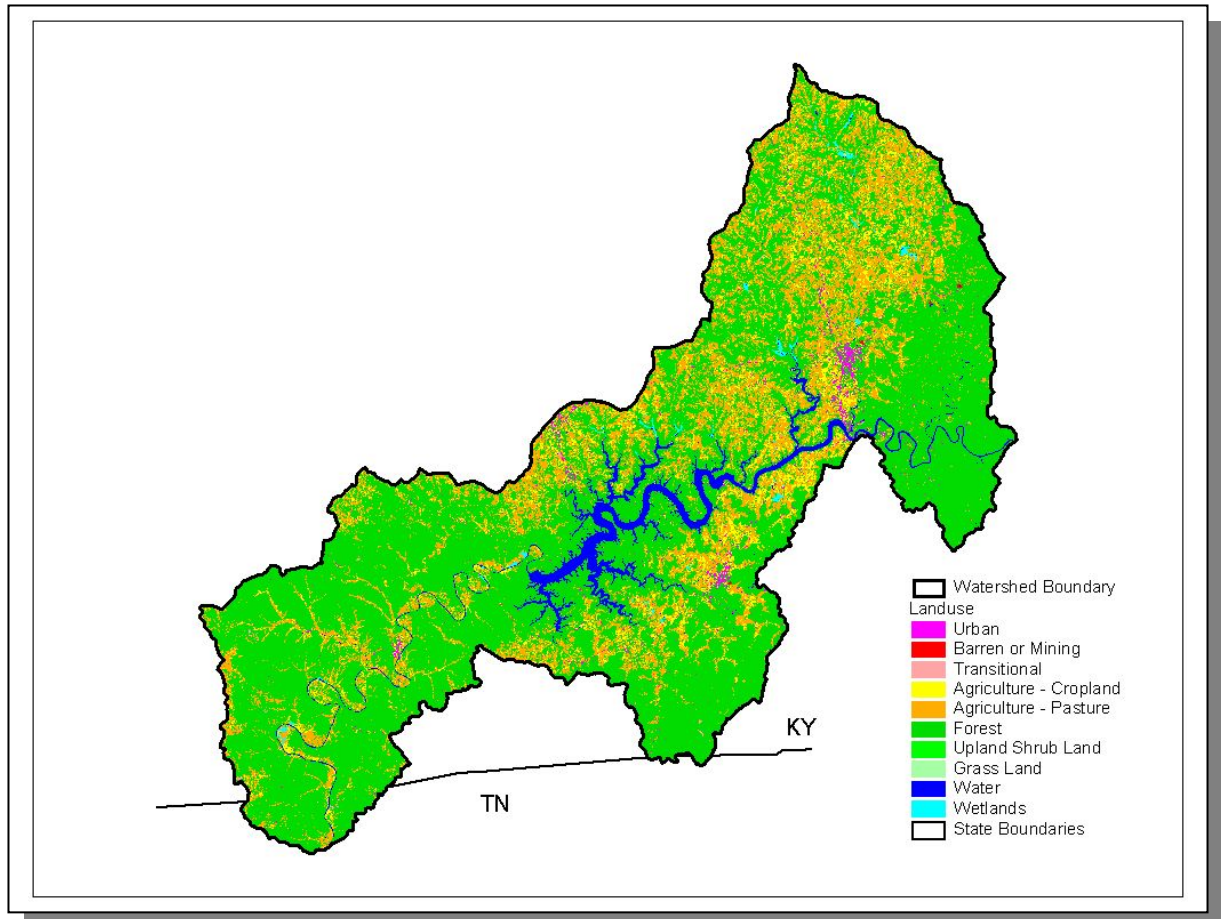 KY
TN
Watershed Boundary
Landuse
Urban
Barren or Mining
Transitional
Agriculture - Cropland
Agriculture - Pasture
Forest
Upland Shrub Land
Grass Land
Water
Wetlands
State Boundaries